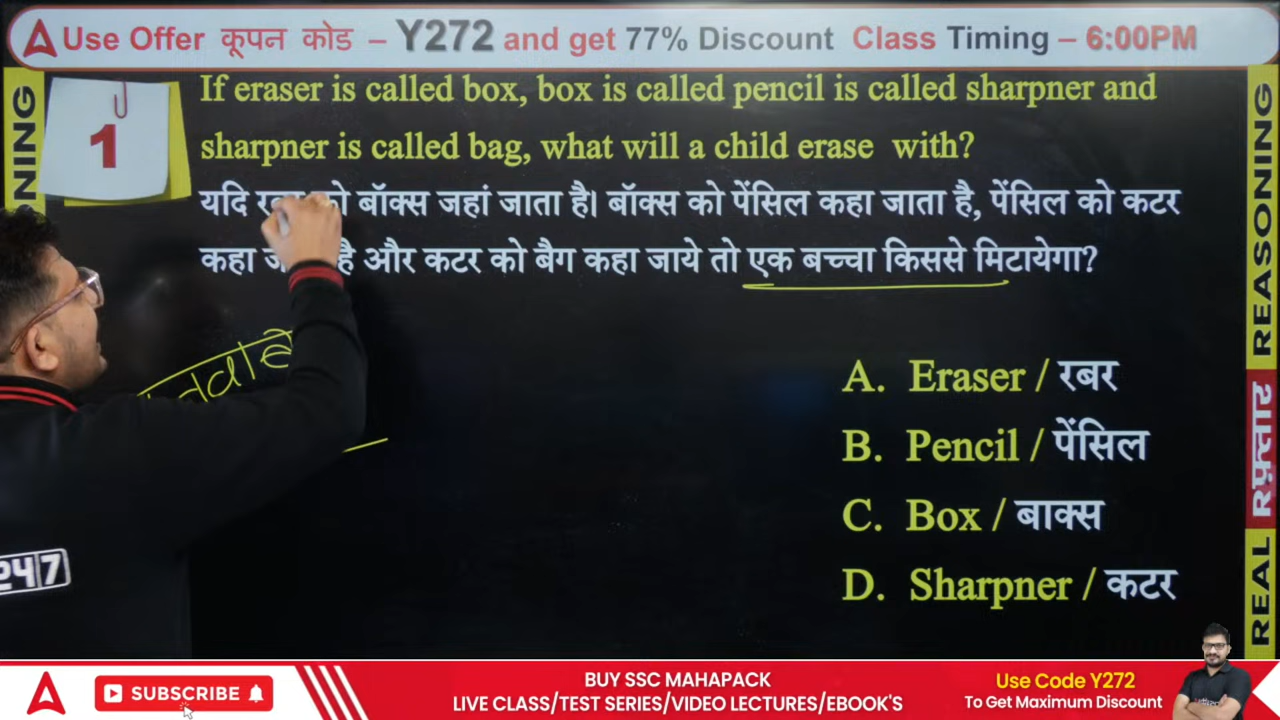 Use Offer कूपन कोड – Y272 and get 77% Discount Class Timing – 6:00PM
1
If eraser is called box, box is called pencil is called sharpner and
sharpner is called bag, what will a child erase with?
यदि को बॉक्स जहां जाता है। बॉक्स को पेंसिल कहा जाता है, पेंसिल को कटर
कहा है और कटर को बैग कहा जाये तो एक बच्चा किससे मिटायेगा?
A. Eraser / रबर
B. Pencil / पेंसिल
C. Box / बाक्स
D. Sharpner / कटर
REAL रफ़्तार REASONING
24|7
SUBSCRIBE
BUY SSC MAHAPACK
LIVE CLASS/TEST SERIES/VIDEO LECTURES/EBOOK'S
Use Code Y272
To Get Maximum Discount